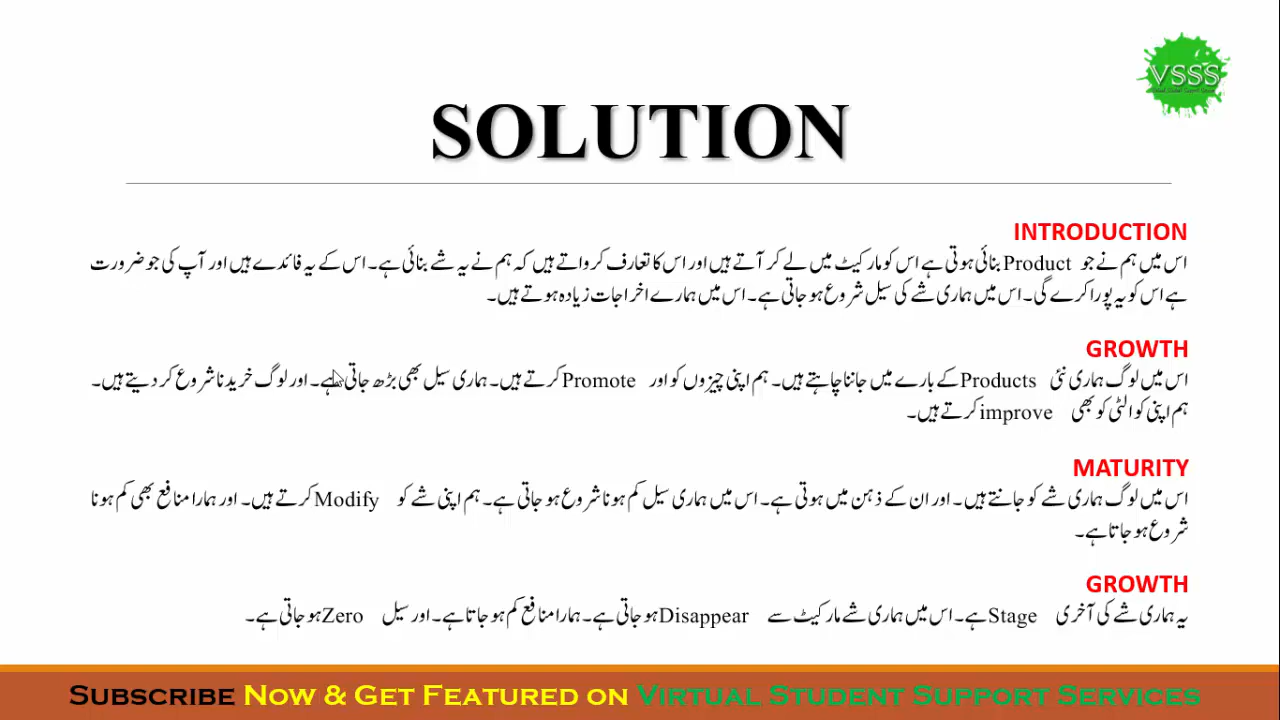 VSSS
SOLUTION
INTRODUCTION
اس میں ہم نے جو Product بنائی ہوتی ہے اس کو مارکیٹ میں لے کر آتے ہیں اور اس کا تعارف کرواتے ہیں کہ ہم نے یہ شے بنائی ہے۔ اس کے یہ فائدے ہیں اور آپ کی جو ضرورت
ہے اس کو یہ پورا کرے گی۔ اس میں ہماری شے کی سیل شروع ہو جاتی ہے۔ اس میں ہمارے اخراجات زیادہ ہوتے ہیں۔
GROWTH
اس میں لوگ ہماری نئی Products کے بارے میں جاننا چاہتے ہیں۔ ہم اپنی چیزوں کو اور Promote کرتے ہیں۔ ہماری سیل بھی بڑھ جاتی ہے۔ اور لوگ خریدنا شروع کر دیتے ہیں۔
ہم اپنی کوالٹی کو بھی improve کرتے ہیں۔
MATURITY
اس میں لوگ ہماری شے کو جانتے ہیں۔ اور ان کے ذہن میں ہوتی ہے۔ اس میں ہماری سیل کم ہونا شروع ہو جاتی ہے۔ ہم اپنی شے کو Modify کرتے ہیں۔ اور ہمارا منافع بھی کم ہونا
شروع ہو جاتا ہے۔
GROWTH
یہ ہماری شے کی آخری Stage ہے۔ اس میں ہماری شے مارکیٹ سے Disappear ہو جاتی ہے۔ ہمارا منافع کم ہو جاتا ہے۔ اور سیل Zero ہو جاتی ہے۔
Subscribe Now & Get Featured on Virtual Student Support Services